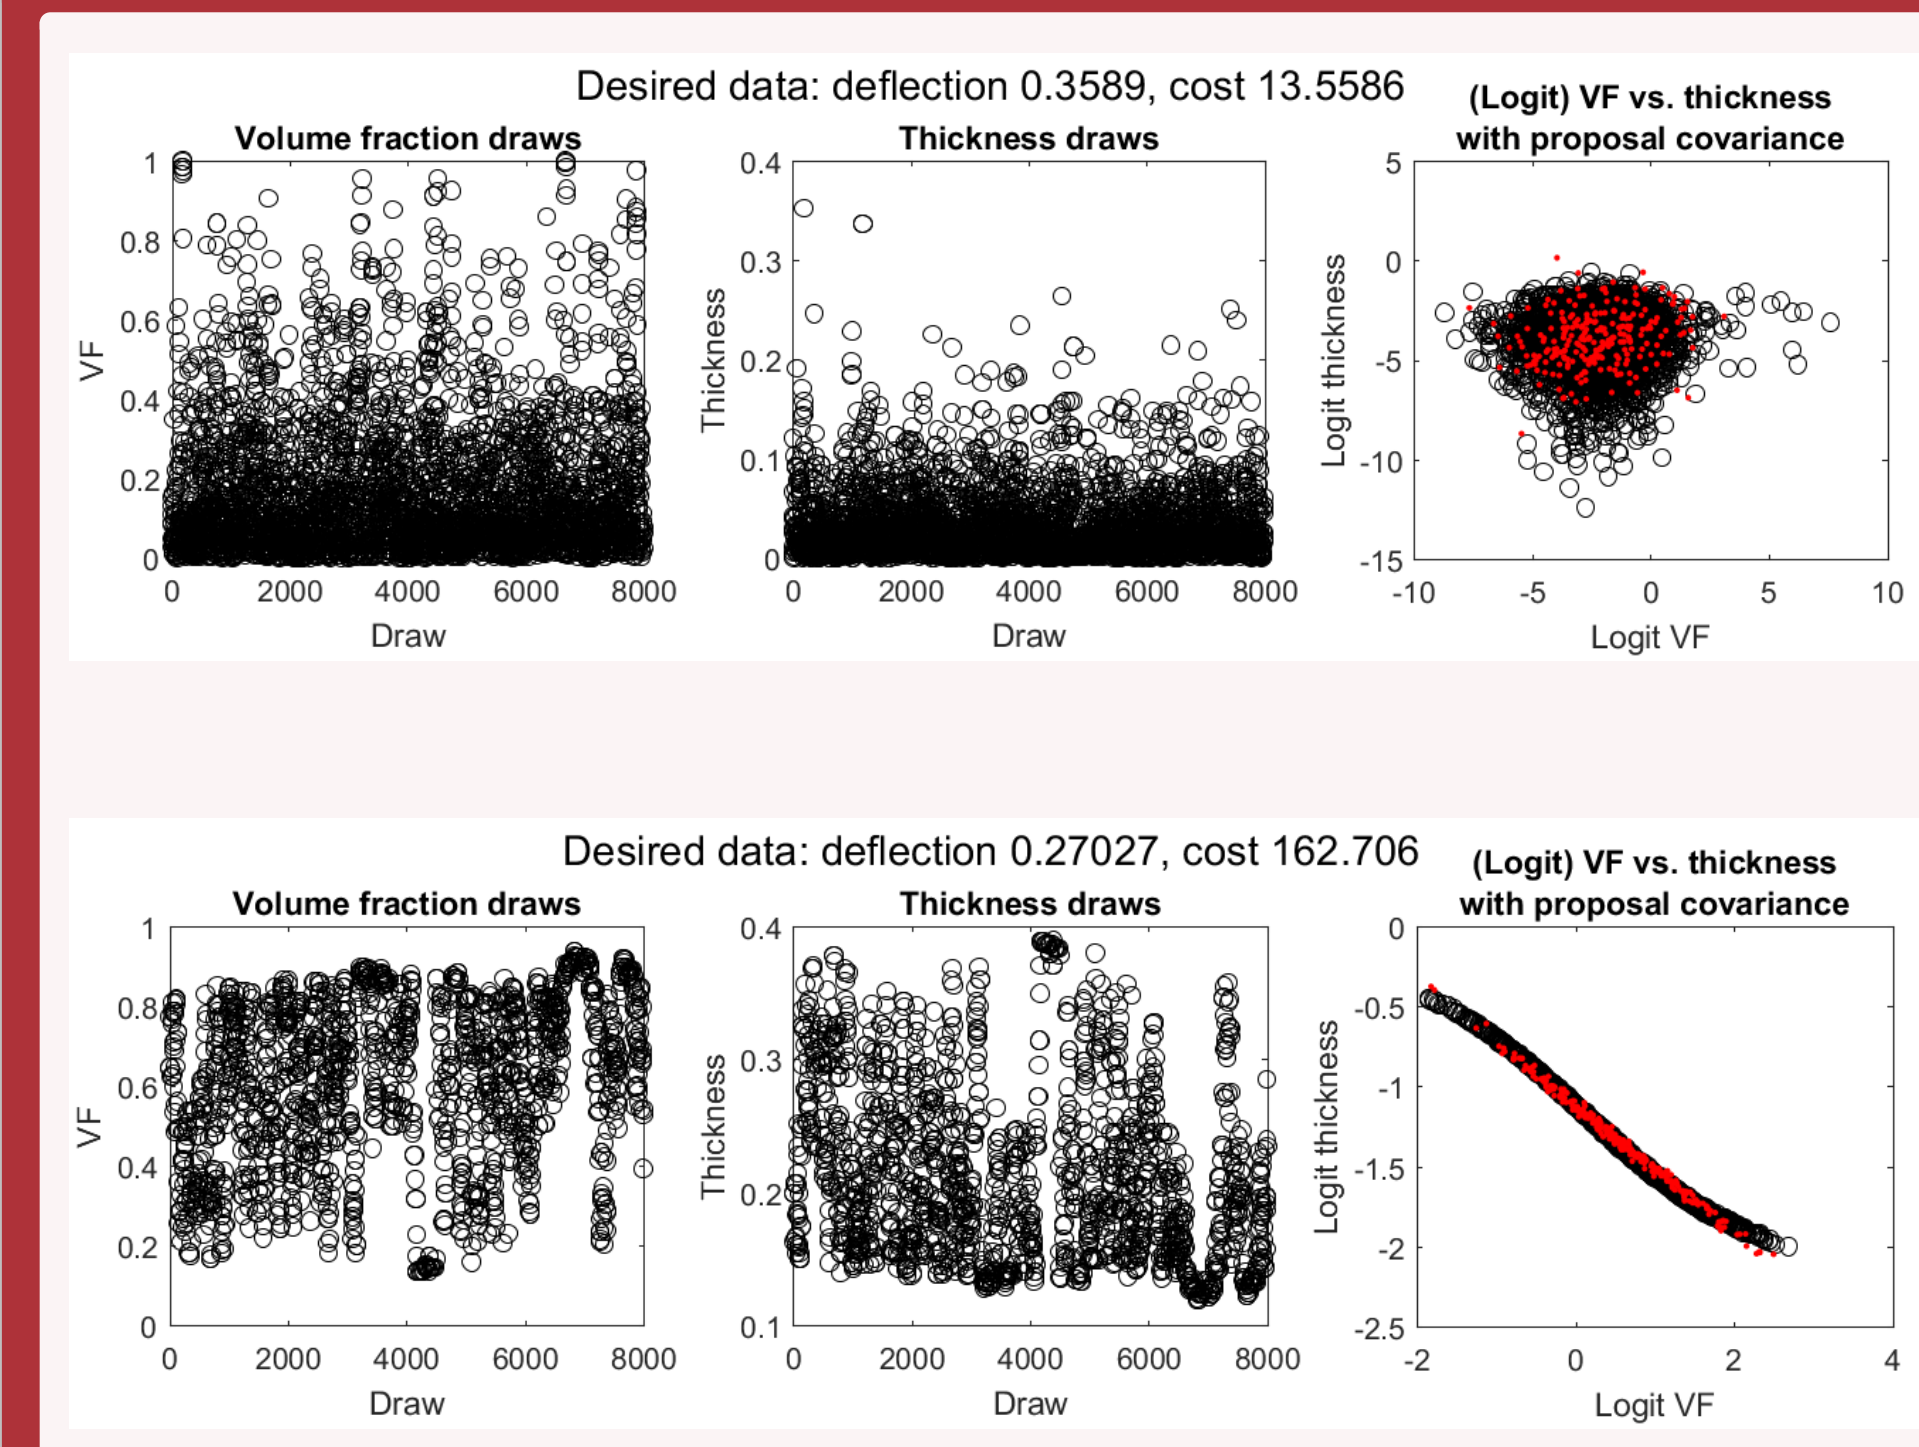 Desired data: deflection 0.3589, cost 13.5586
Volume fraction draws
VF
1
0.8
0.6
0.4
0.2
0
0 2000 4000 6000 8000
Draw
Thickness draws
Thickness
0.4
0.3
0.2
0.1
0
0 2000 4000 6000 8000
Draw
(Logit) VF vs. thickness
with proposal covariance
Logit thickness
5
0
-5
-10
-15
-10 -5 0 5 10
Logit VF
Desired data: deflection 0.27027, cost 162.706
Volume fraction draws
VF
1
0.8
0.6
0.4
0.2
0
0 2000 4000 6000 8000
Draw
Thickness draws
Thickness
0.4
0.3
0.2
0.1
0 2000 4000 6000 8000
Draw
(Logit) VF vs. thickness
with proposal covariance
Logit thickness
0
-0.5
-1
-1.5
-2
-2.5
-2 0 2 4
Logit VF